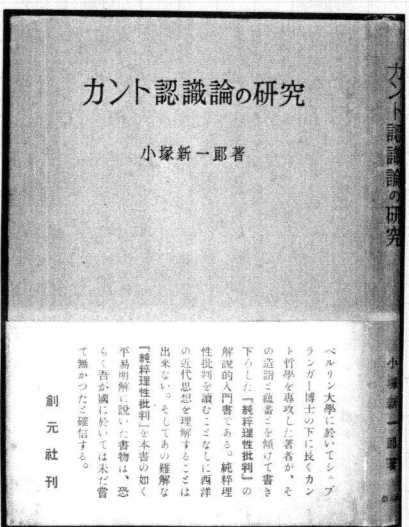 カント認識論の研究
小塚新一郎著
ベルリン大學に於いてシュプ
ランガー博士の下に長くカン
ト哲學を専攻した著者が、そ
の造詣と蘊蓄とを傾けて書き
下ろした『純粹理性批判』の
解説的入門書である。純粹理
性批判を讀むことなしに西洋
の近代思想を理解することは
出來ない。そしてあの難解な
『純粹理性批判』を本書の如く
平易明解に說いた書物は、恐
らく吾が國に於いては未だ嘗
て無かつたと確信する。
創元社刊
カント認識論の研究
小塚新一郎著